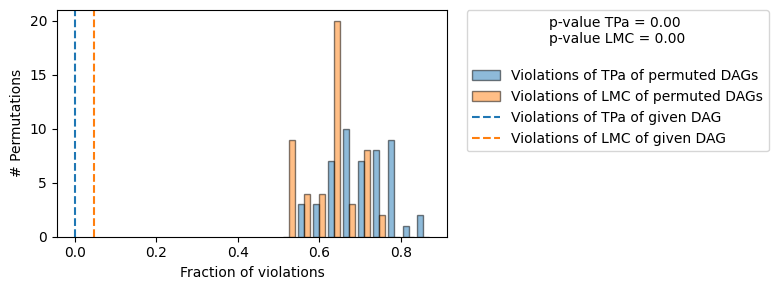 20
15
10
5
0
# Permutations
0.0 0.2 0.4 0.6 0.8
Fraction of violations
p-value TPa = 0.00
p-value LMC = 0.00
Violations of TPa of permuted DAGs
Violations of LMC of permuted DAGs
Violations of TPa of given DAG
Violations of LMC of given DAG